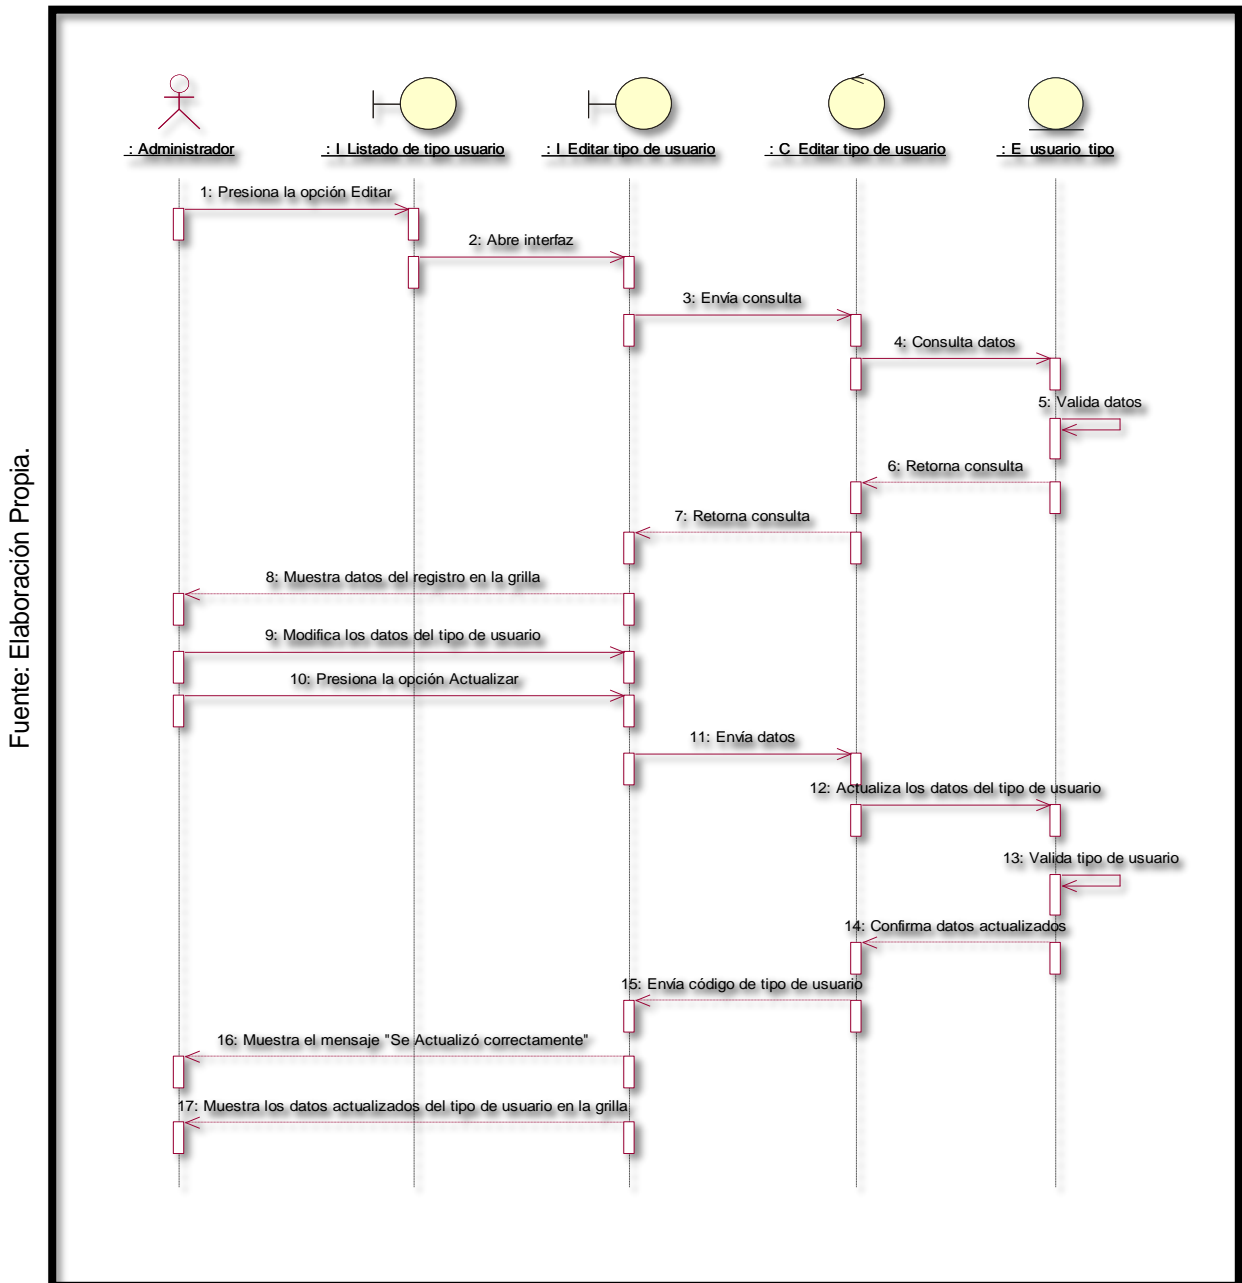 : Administrador
: I_Listado de tipo usuario
: I_Editar tipo de usuario
: C_Editar tipo de usuario
: E_usuario_tipo
1: Presiona la opción Editar
2: Abre interfaz
3: Envía consulta
4: Consulta datos
5: Valida datos
6: Retorna consulta
7: Retorna consulta
8: Muestra datos del registro en la grilla
9: Modifica los datos del tipo de usuario
10: Presiona la opción Actualizar
11: Envía datos
12: Actualiza los datos del tipo de usuario
13: Valida tipo de usuario
14: Confirma datos actualizados
15: Envía código de tipo de usuario
16: Muestra el mensaje "Se Actualizó correctamente"
17: Muestra los datos actualizados del tipo de usuario en la grilla
Fuente: Elaboración Propia.